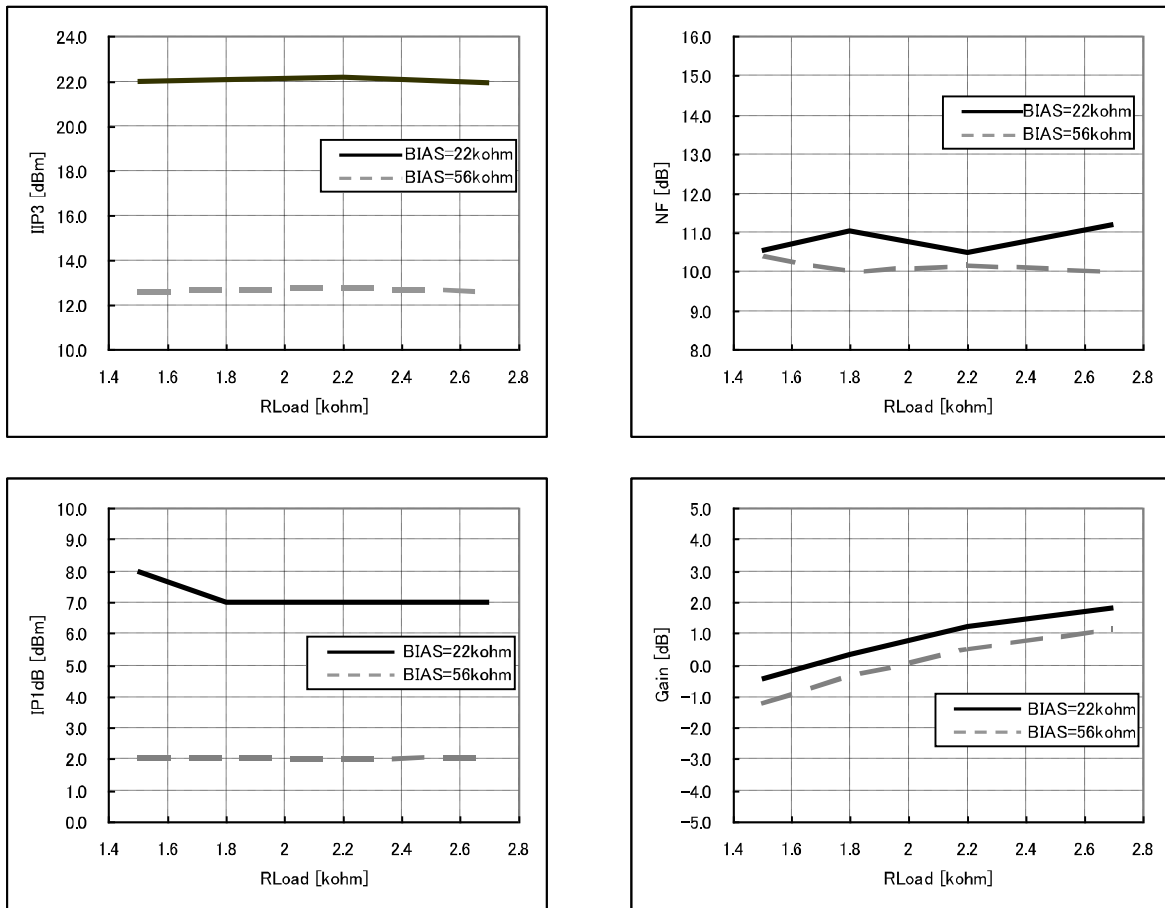 24.0
22.0
20.0
18.0
16.0
14.0
12.0
10.0
IIP3 [dBm]
BIAS=22kohm
BIAS=56kohm
1.4 1.6 1.8 2 2.2 2.4 2.6 2.8
RLoad [kohm]
16.0
15.0
14.0
13.0
12.0
11.0
10.0
9.0
8.0
NF [dB]
BIAS=22kohm
BIAS=56kohm
1.4 1.6 1.8 2 2.2 2.4 2.6 2.8
RLoad [kohm]
10.0
9.0
8.0
7.0
6.0
5.0
4.0
3.0
2.0
1.0
0.0
IP1dB [dBm]
BIAS=22kohm
BIAS=56kohm
1.4 1.6 1.8 2 2.2 2.4 2.6 2.8
RLoad [kohm]
5.0
4.0
3.0
2.0
1.0
0.0
-1.0
-2.0
-3.0
-4.0
-5.0
Gain [dB]
BIAS=22kohm
BIAS=56kohm
1.4 1.6 1.8 2 2.2 2.4 2.6 2.8
RLoad [kohm]